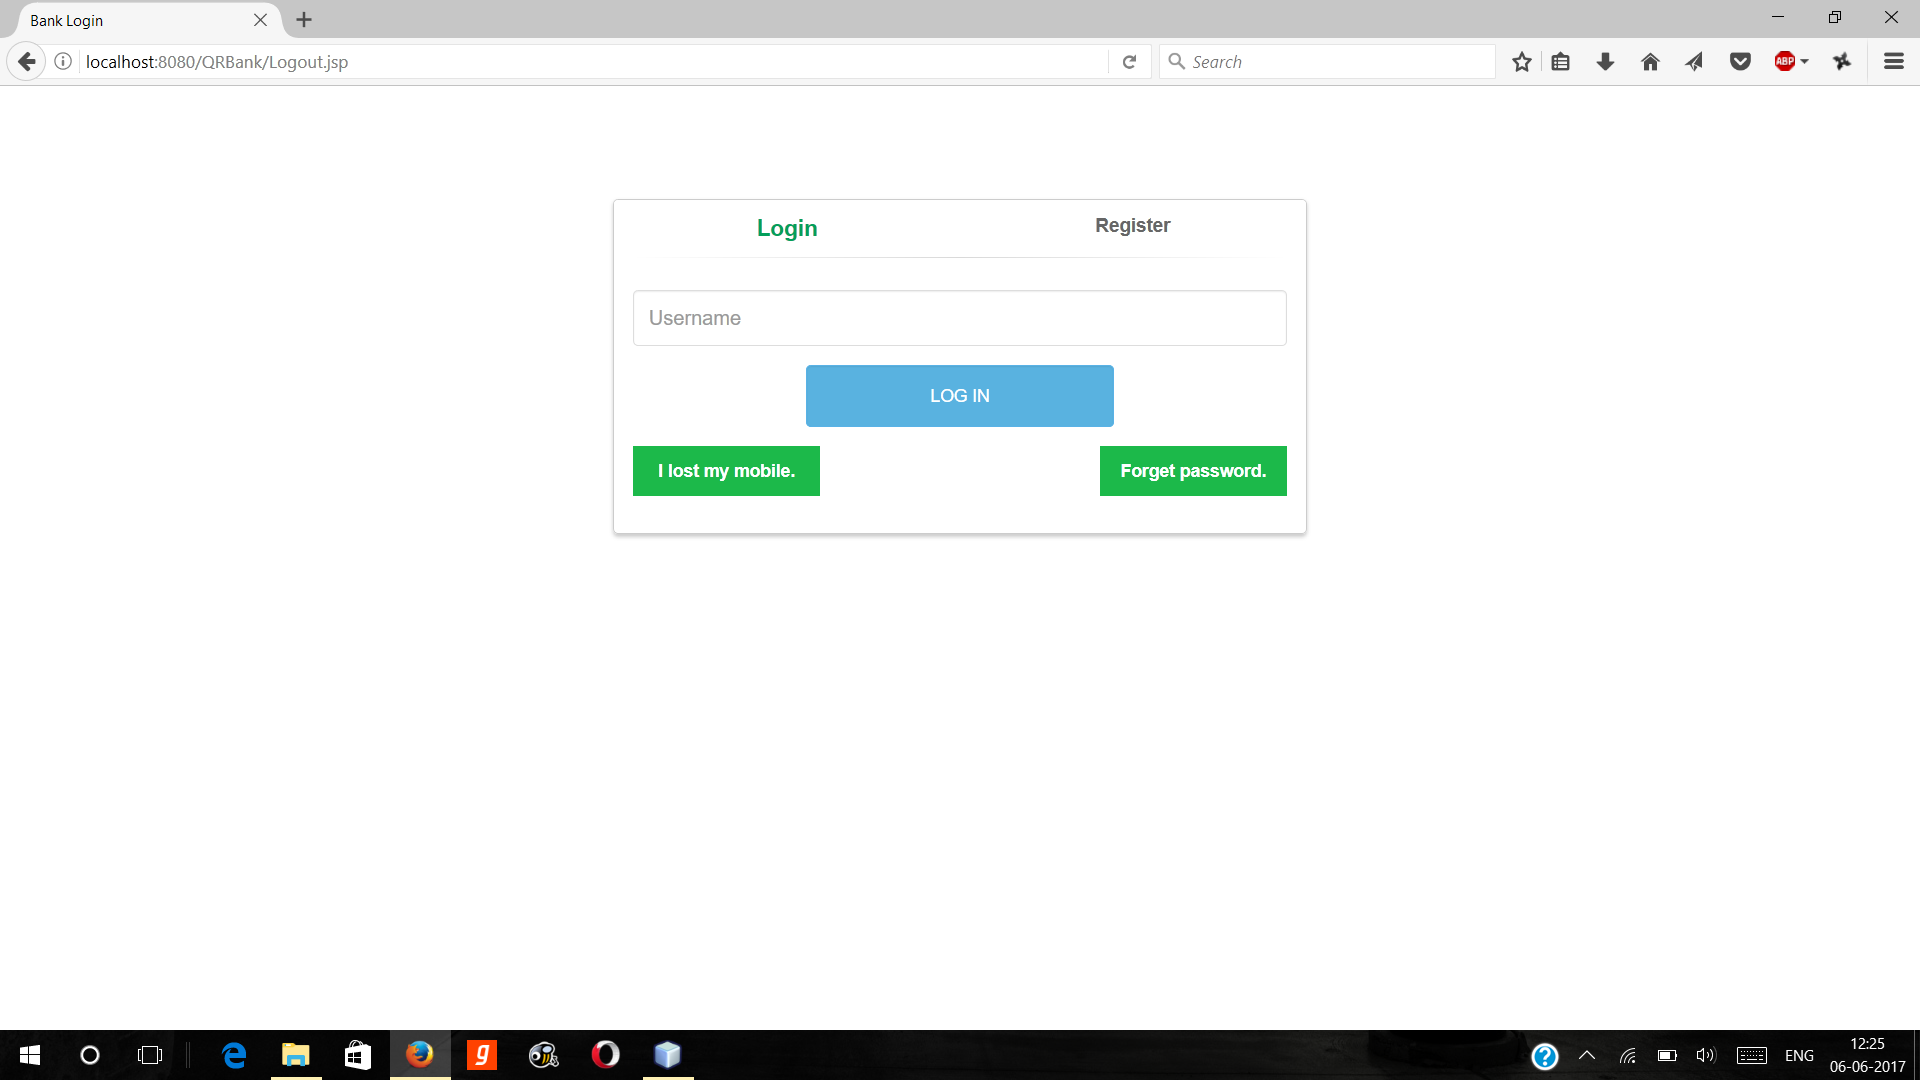 Bank Login
localhost:8080/QRBank/Logout.jsp
Search
ABP
Login
Register
Username
LOG IN
I lost my mobile.
Forget password.
g
ENG
12:25
06-06-2017